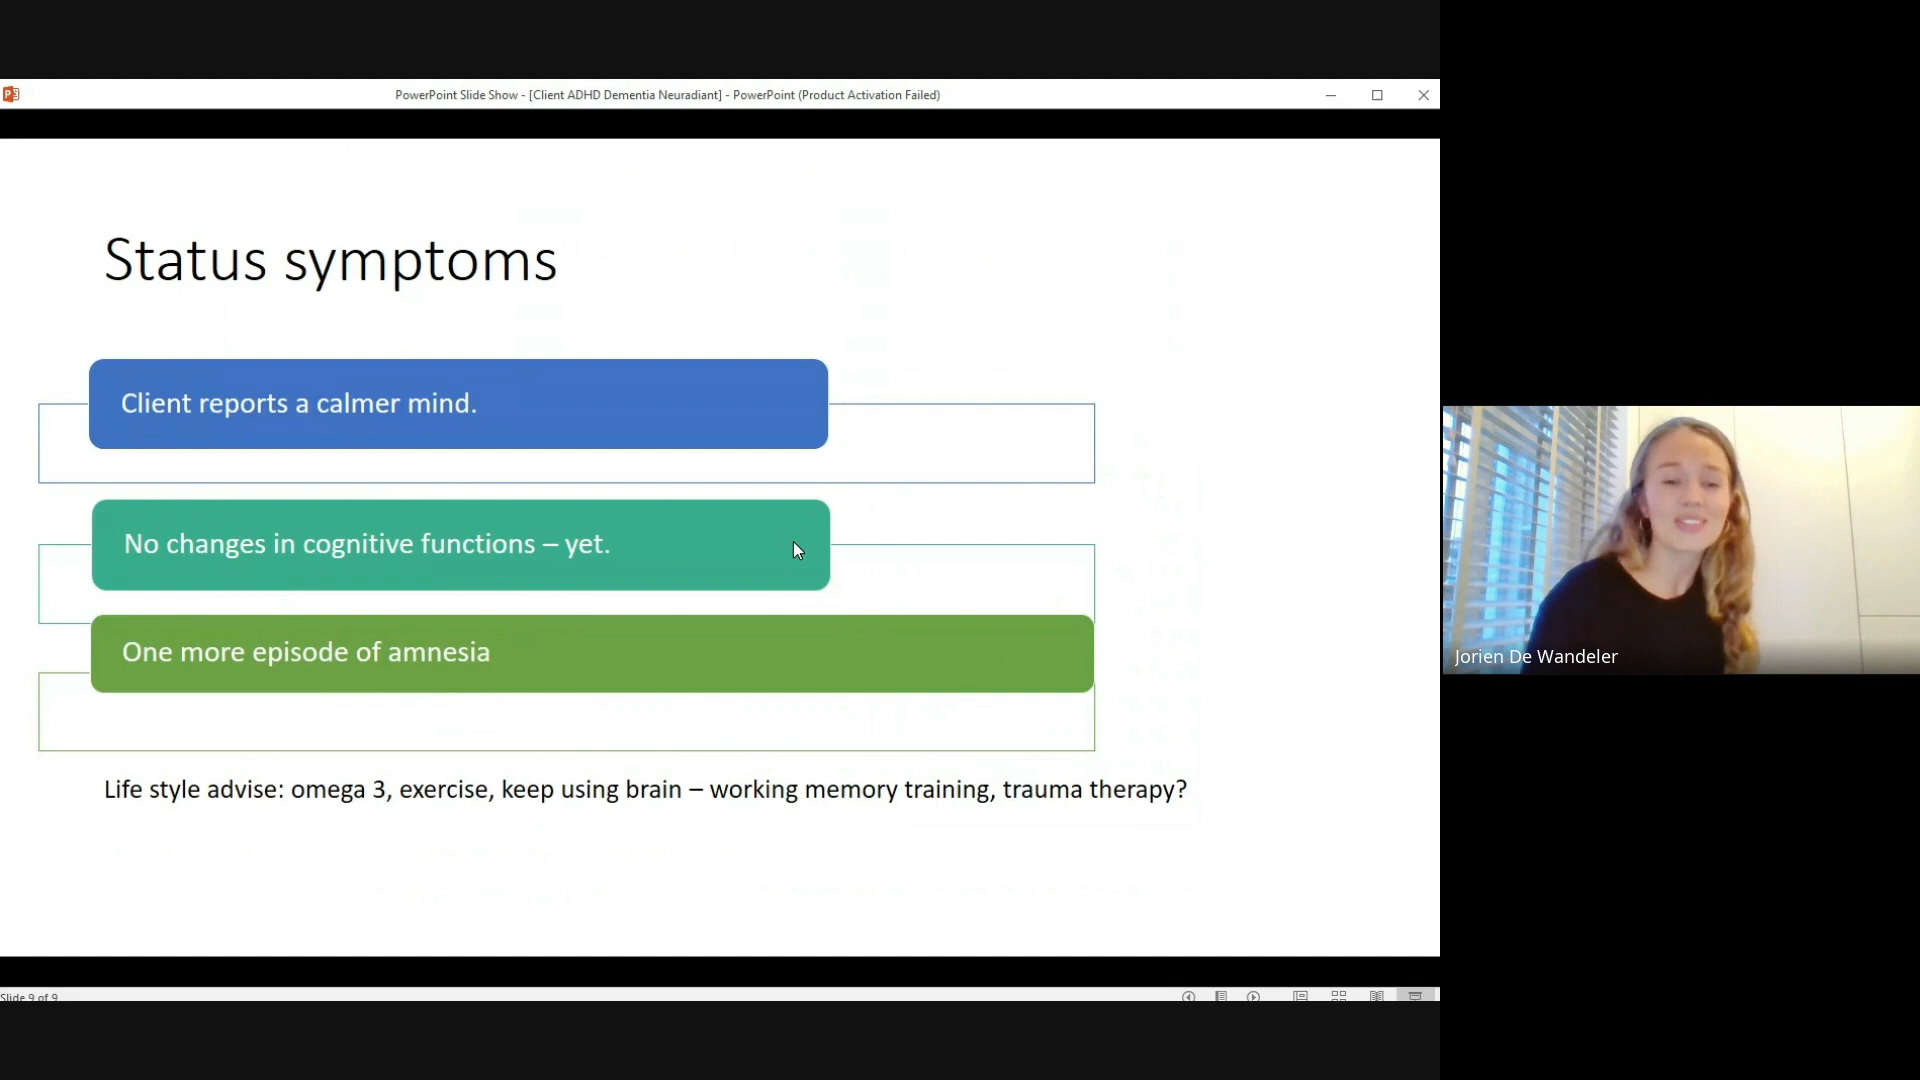 PowerPoint Slide Show - [Client ADHD Dementia Neuradiant] - PowerPoint (Product Activation Failed)
Status symptoms
Client reports a calmer mind.
No changes in cognitive functions – yet.
One more episode of amnesia
Life style advise: omega 3, exercise, keep using brain – working memory training, trauma therapy?
Jorien De Wandeler
Slide 9 of 9